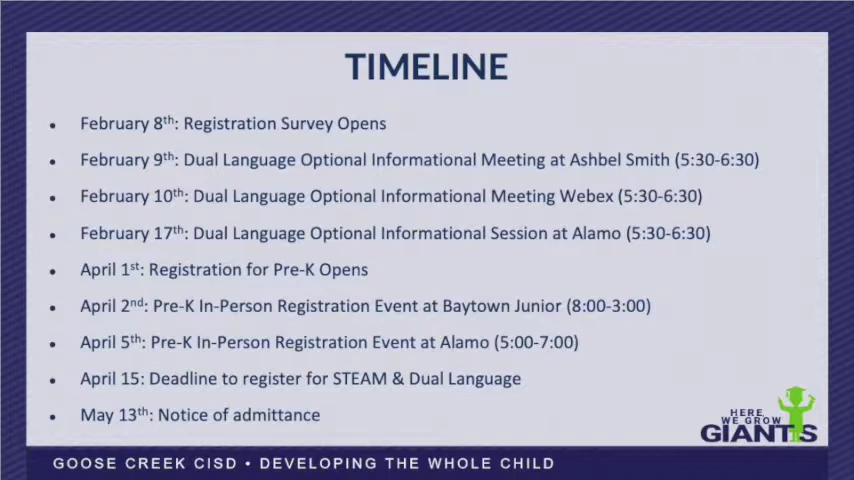 TIMELINE
• February 8th: Registration Survey Opens
• February 9th: Dual Language Optional Informational Meeting at Ashbel Smith (5:30-6:30)
• February 10th: Dual Language Optional Informational Meeting Webex (5:30-6:30)
• February 17th: Dual Language Optional Informational Session at Alamo (5:30-6:30)
• April 1st: Registration for Pre-K Opens
• April 2nd: Pre-K In-Person Registration Event at Baytown Junior (8:00-3:00)
• April 5th: Pre-K In-Person Registration Event at Alamo (5:00-7:00)
• April 15: Deadline to register for STEAM & Dual Language
• May 13th: Notice of admittance
HERE
WE GROW
GIANTS
GOOSE CREEK CISD • DEVELOPING THE WHOLE CHILD